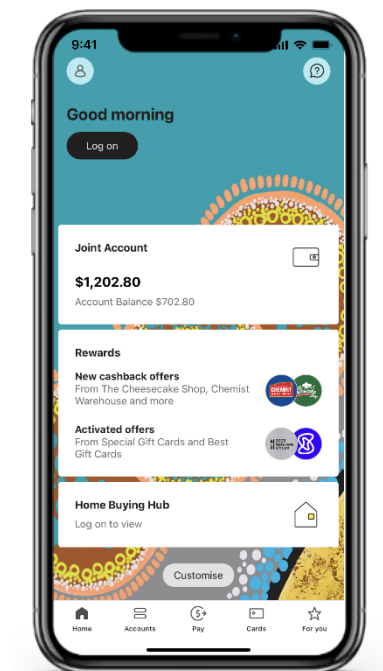 9:41
Good morning
Log on
Joint Account
$1,202.80
Account Balance $702.80
Rewards
New cashback offers
From The Cheesecake Shop, Chemist
Warehouse and more
CHEMIST
Activated offers
From Special Gift Cards and Best
Gift Cards
Home Buying Hub
Log on to view
Customise
Home
Accounts
Pay
Cards
For you